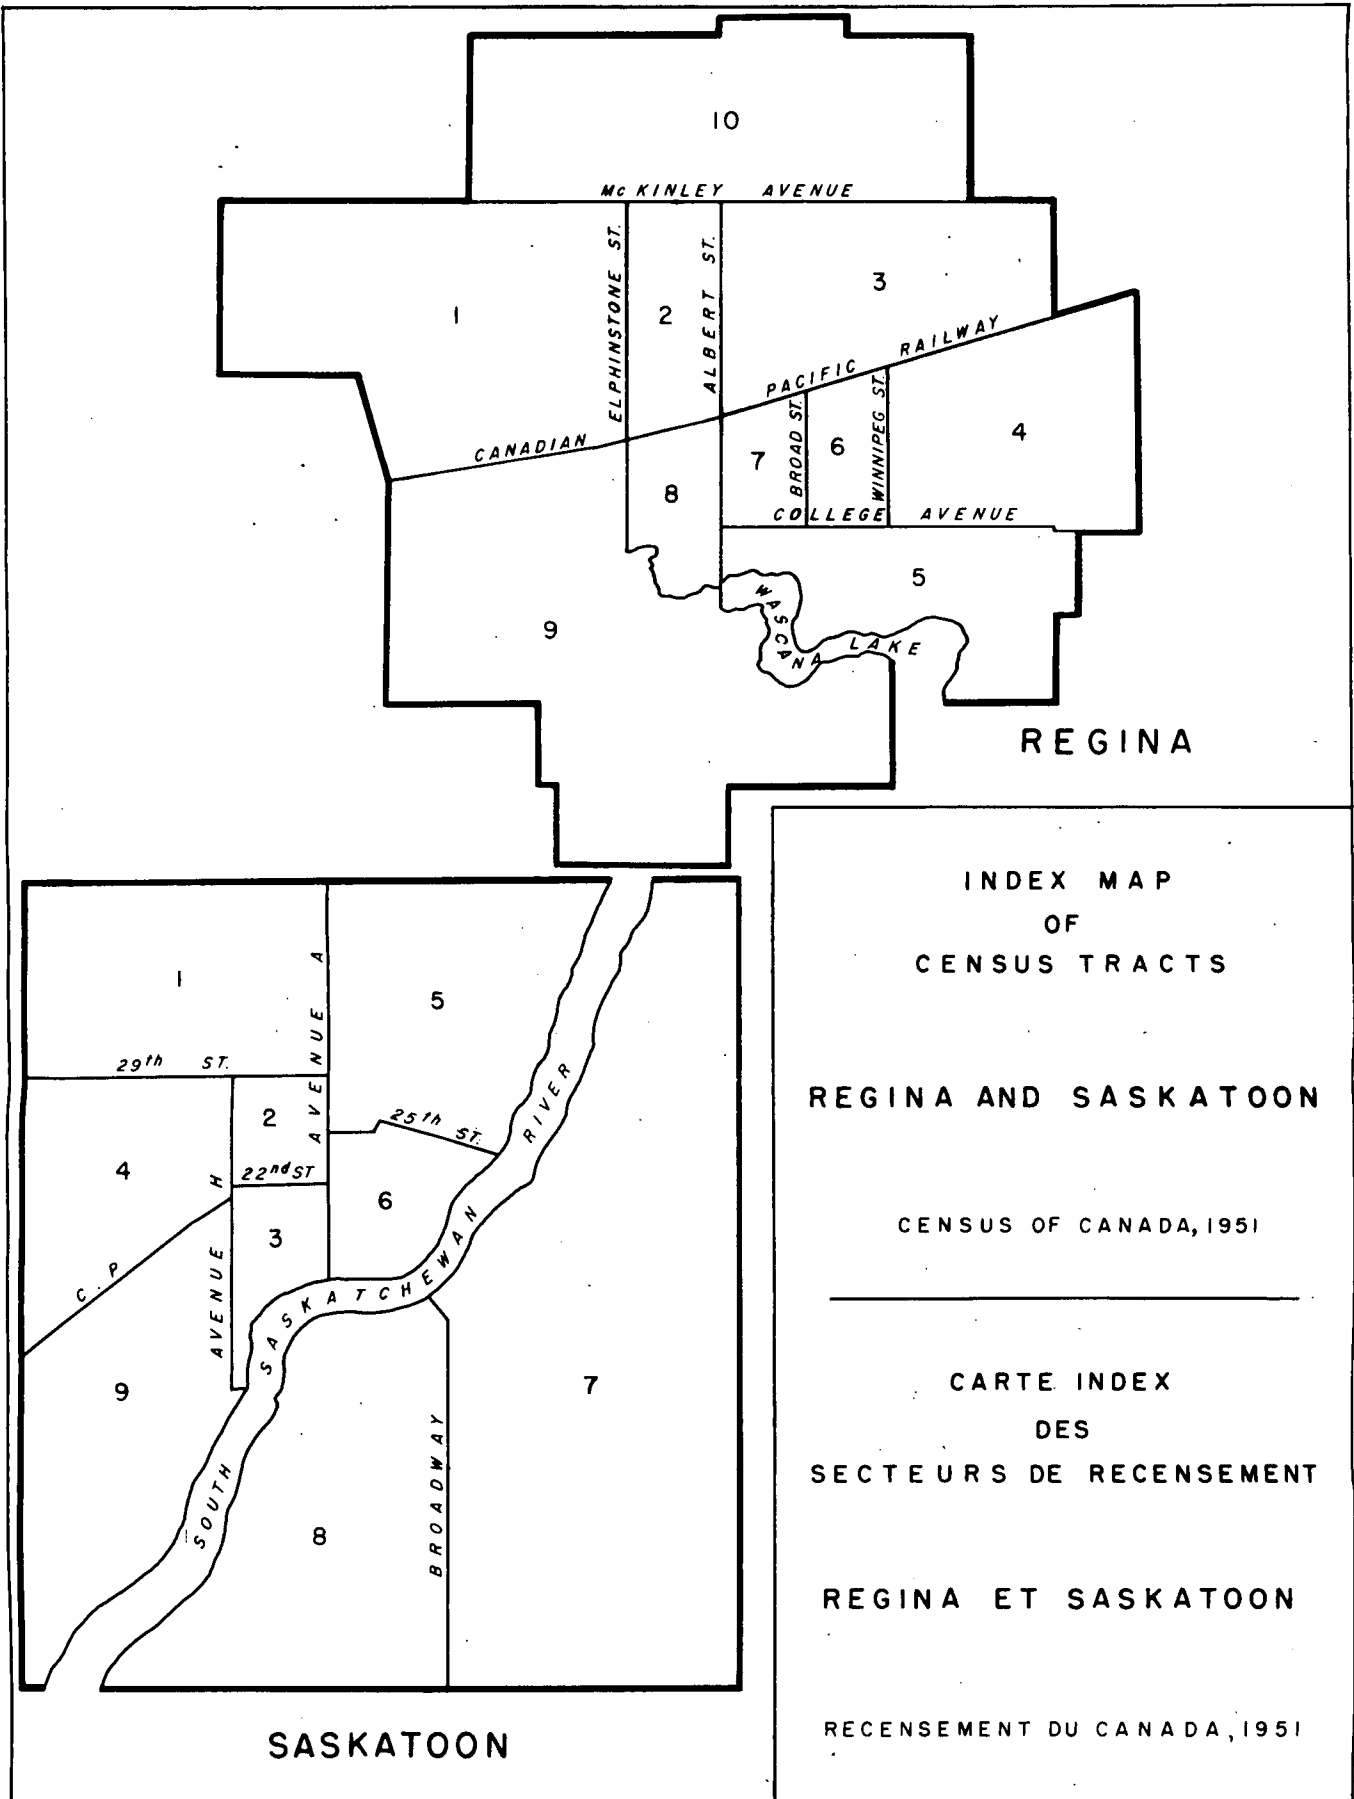 10
Mc KINLEY AVENUE
ELPHINSTONE ST.
ALBERT ST.
1
2
3
CANADIAN PACIFIC RAILWAY
BROAD ST.
WINNIPEG ST.
4
7
6
8
COLLEGE AVENUE
5
9
WASCANA LAKE
REGINA
1
AVENUE A
5
29th ST.
2
25th ST.
RIVER
4
22nd ST
AVENUE H
6
3
C. P
SOUTH SASKATCHEWAN
9
7
BROADWAY
8
SASKATOON
INDEX MAP
OF
CENSUS TRACTS
REGINA AND SASKATOON
CENSUS OF CANADA, 1951
CARTE INDEX
DES
SECTEURS DE RECENSEMENT
REGINA ET SASKATOON
RECENSEMENT DU CANADA, 1951